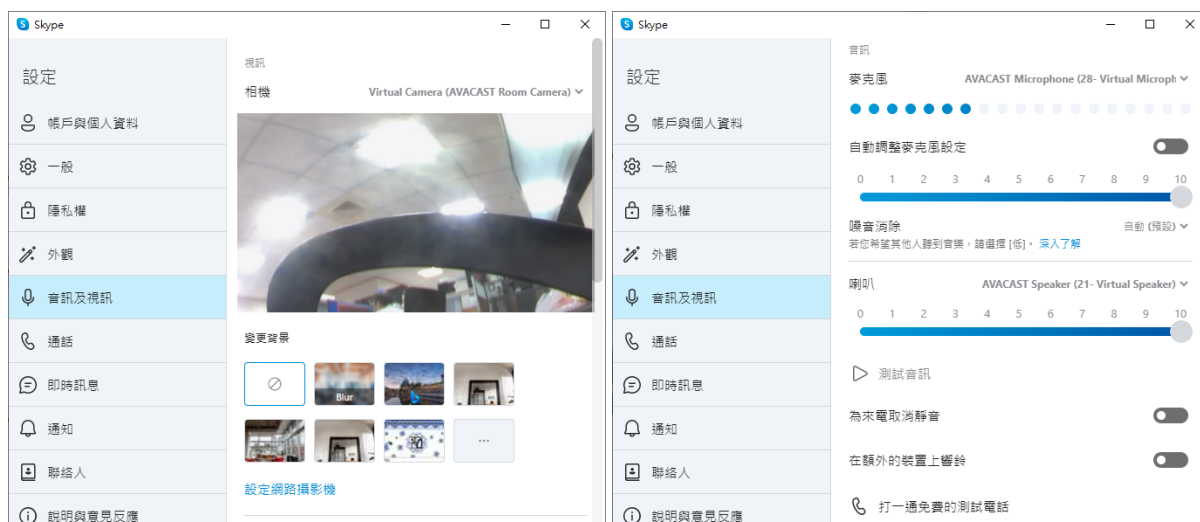 Skype
設定
帳戶與個人資料
一般
隱私權
外觀
音訊及視訊
通話
即時訊息
通知
聯絡人
說明與意見反應
視訊
相機 Virtual Camera (AVACAST Room Camera)
變更背景
Blur
設定網路攝影機
Skype
設定
帳戶與個人資料
一般
隱私權
外觀
音訊及視訊
通話
即時訊息
通知
聯絡人
說明與意見反應
音訊
麥克風 AVACAST Microphone (28- Virtual Microph
自動調整麥克風設定
0 1 2 3 4 5 6 7 8 9 10
噪音消除 自動 (預設)
若您希望其他人聽到音樂，請選擇 [低]。 深入了解
喇叭 AVACAST Speaker (21- Virtual Speaker)
0 1 2 3 4 5 6 7 8 9 10
測試音訊
為來電取消靜音
在額外的裝置上響鈴
打一通免費的測試電話